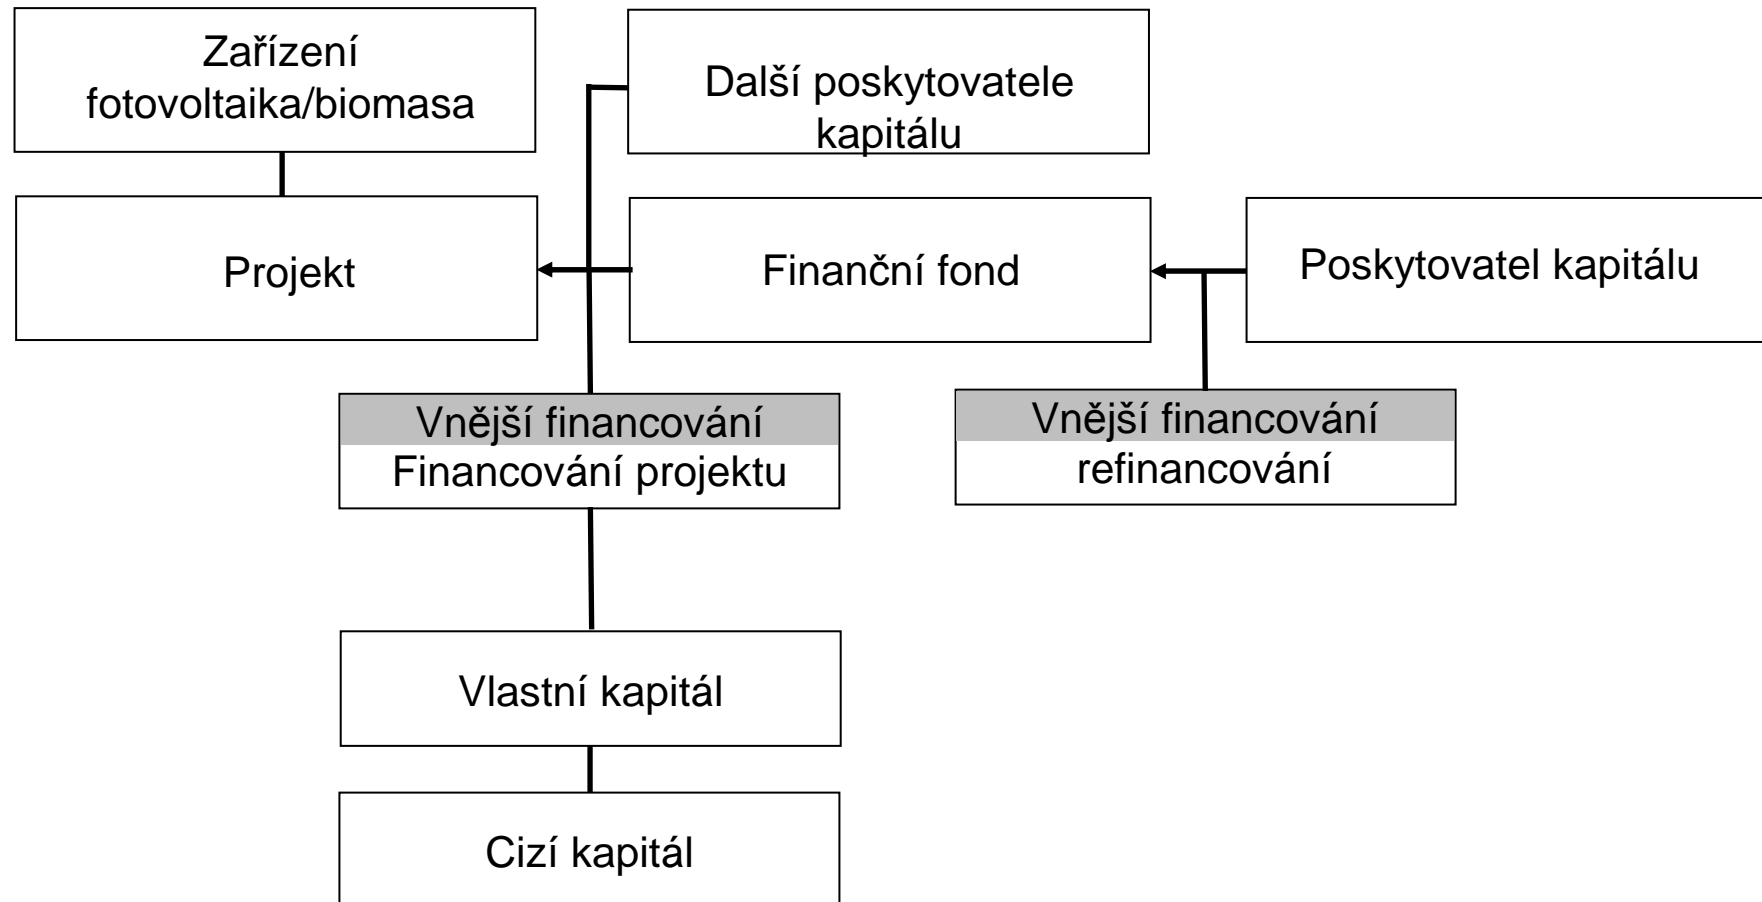 Zařízení
fotovoltaika/biomasa
Další poskytovatele
kapitálu
Projekt
Finanční fond
Poskytovatel kapitálu
Vnější financování
Financování projektu
Vnější financování
refinancování
Vlastní kapitál
Cizí kapitál